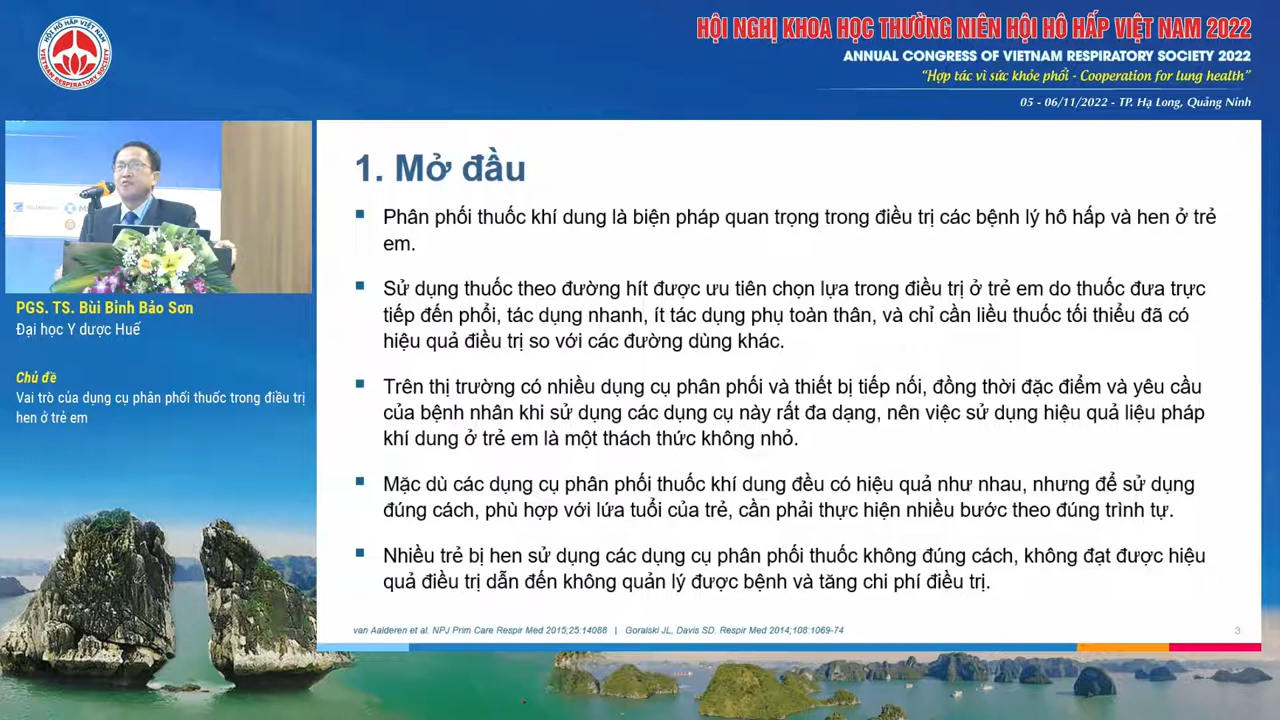 HỘI HÔ HẤP VIỆT NAM
VIETNAM RESPIRATORY SOCIETY
HỘI NGHỊ KHOA HỌC THƯỜNG NIÊN HỘI HÔ HẤP VIỆT NAM 2022
ANNUAL CONGRESS OF VIETNAM RESPIRATORY SOCIETY 2022
“Hợp tác vì sức khỏe phổi - Cooperation for lung health”
05 - 06/11/2022 - TP. Hạ Long, Quảng Ninh
PGS. TS. Bùi Bỉnh Bảo Sơn
Đại học Y dược Huế
Chủ đề
Vai trò của dụng cụ phân phối thuốc trong điều trị
hen ở trẻ em
1. Mở đầu
Phân phối thuốc khí dung là biện pháp quan trọng trong điều trị các bệnh lý hô hấp và hen ở trẻ
em.
Sử dụng thuốc theo đường hít được ưu tiên chọn lựa trong điều trị ở trẻ em do thuốc đưa trực
tiếp đến phổi, tác dụng nhanh, ít tác dụng phụ toàn thân, và chỉ cần liều thuốc tối thiểu đã có
hiệu quả điều trị so với các đường dùng khác.
Trên thị trường có nhiều dụng cụ phân phối và thiết bị tiếp nối, đồng thời đặc điểm và yêu cầu
của bệnh nhân khi sử dụng các dụng cụ này rất đa dạng, nên việc sử dụng hiệu quả liệu pháp
khí dung ở trẻ em là một thách thức không nhỏ.
Mặc dù các dụng cụ phân phối thuốc khí dung đều có hiệu quả như nhau, nhưng để sử dụng
đúng cách, phù hợp với lứa tuổi của trẻ, cần phải thực hiện nhiều bước theo đúng trình tự.
Nhiều trẻ bị hen sử dụng các dụng cụ phân phối thuốc không đúng cách, không đạt được hiệu
quả điều trị dẫn đến không quản lý được bệnh và tăng chi phí điều trị.
van Aalderen et al. NPJ Prim Care Respir Med 2015;25:14088 | Goralski JL, Davis SD. Respir Med 2014;108:1069-74
3